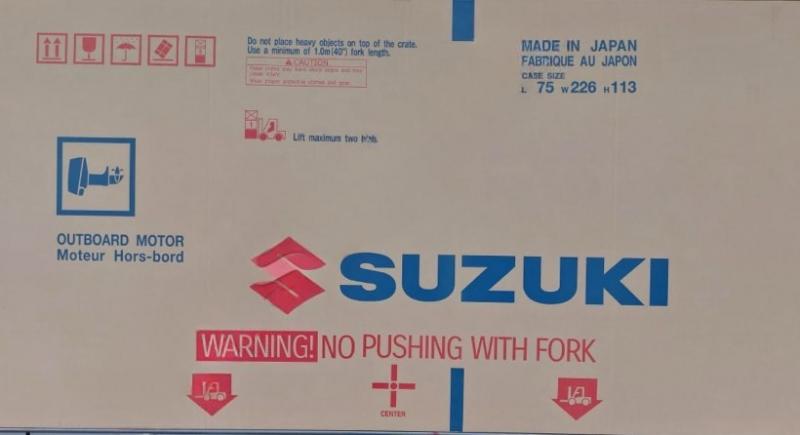 Do not place heavy objects on top of the crate.
Use a minimum of 1.0m(40") fork length.
CAUTION
MADE IN JAPAN
FABRIQUE AU JAPON
CASE SIZE
L 75 W 226 H 113
Lift maximum two high.
OUTBOARD MOTOR
Moteur Hors-bord
SUZUKI
WARNING! NO PUSHING WITH FORK
CENTER